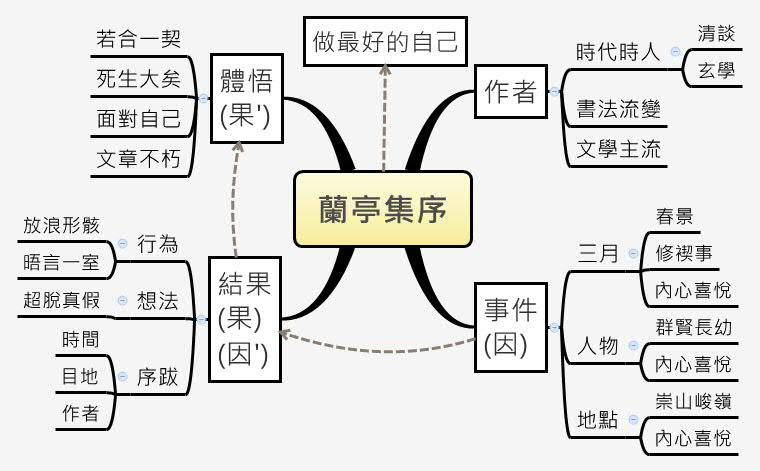 做最好的自己
蘭亭集序
作者
時代時人
清談
玄學
書法流變
文學主流
事件
(因)
三月
春景
修禊事
內心喜悅
人物
群賢長幼
內心喜悅
地點
崇山峻嶺
內心喜悅
結果
(果)
(因')
行為
放浪形骸
晤言一室
想法
超脫真假
序跋
時間
目地
作者
體悟
(果')
若合一契
死生大矣
面對自己
文章不朽